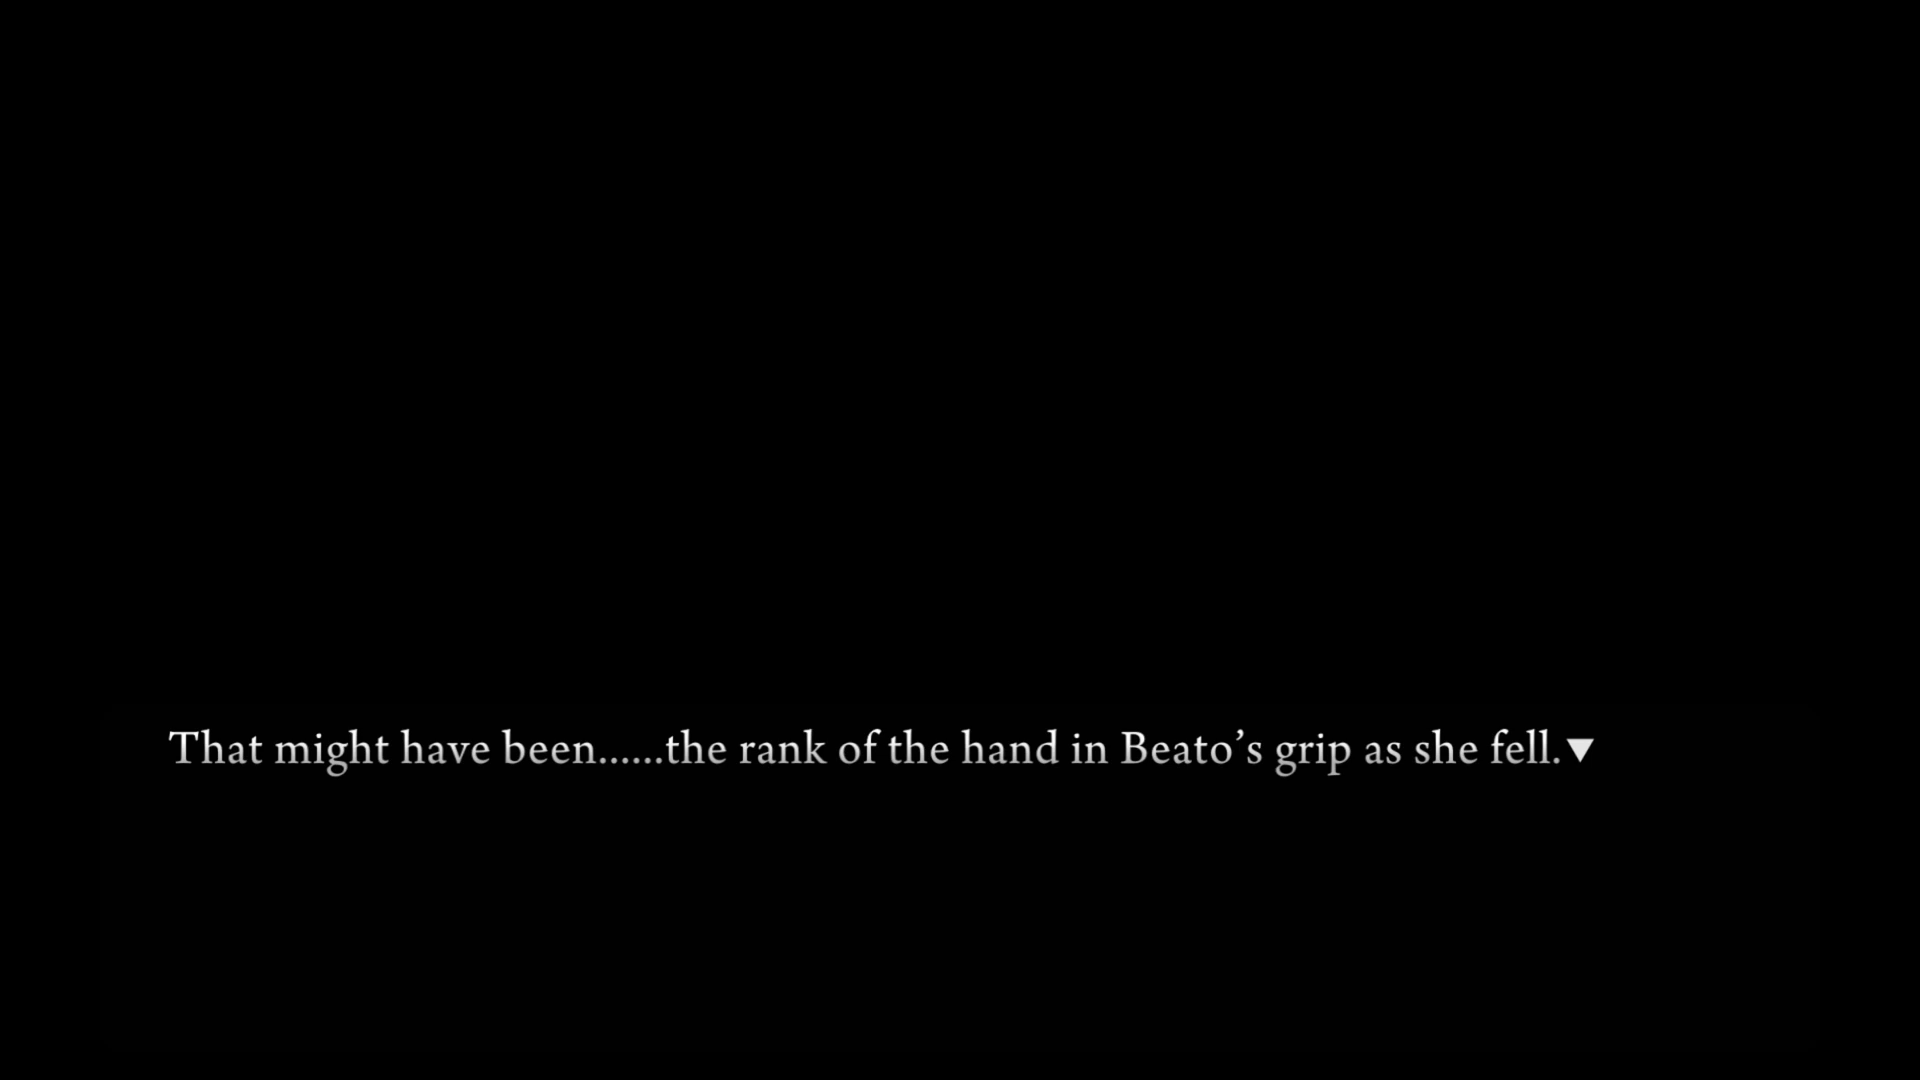 That might have been......the rank of the hand in Beato’s grip as she fell.▼